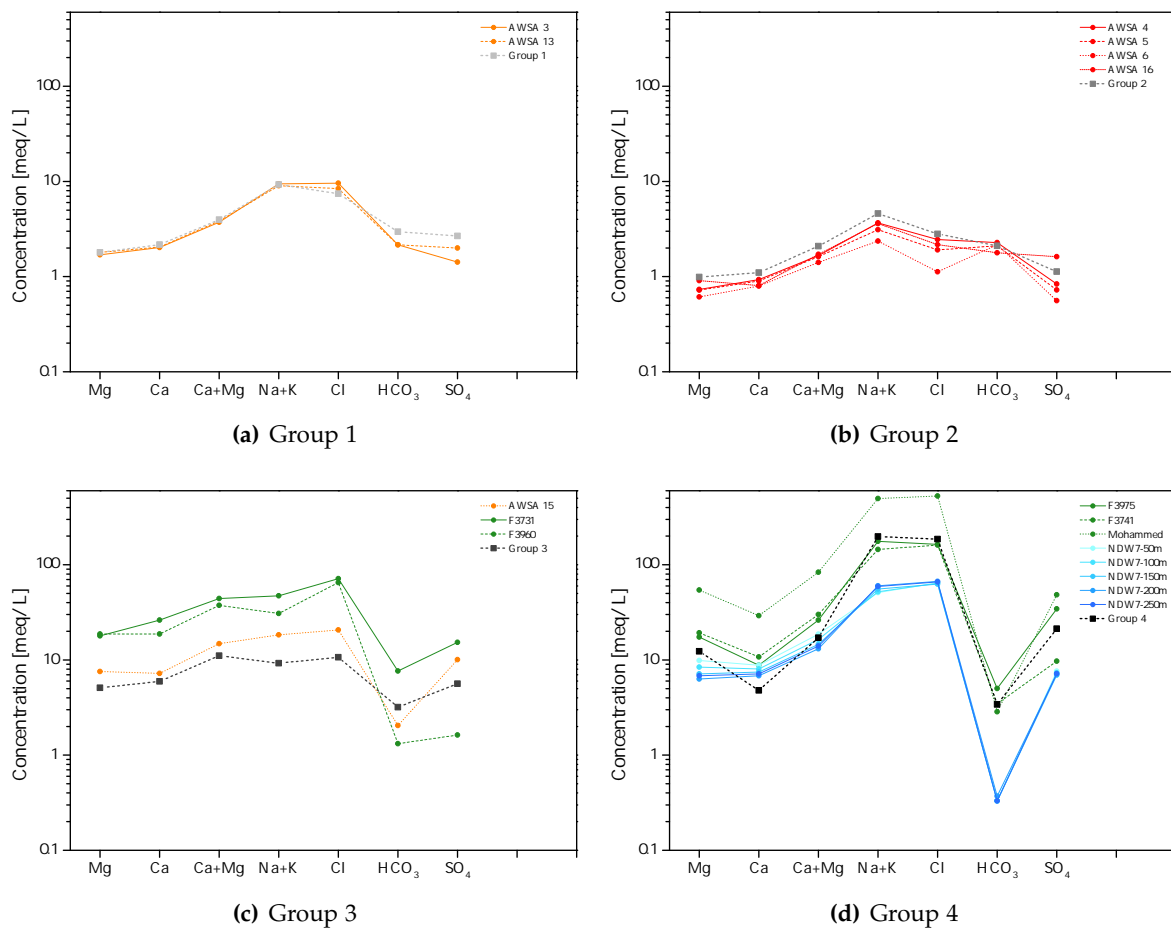 AWSA 3
AWSA 13
Group 1
100
10
1
0.1
Concentration [meq/L]
Mg Ca Ca+Mg Na+K Cl HCO₃ SO₄
(a) Group 1
AWSA 4
AWSA 5
AWSA 6
AWSA 16
Group 2
100
10
1
0.1
Concentration [meq/L]
Mg Ca Ca+Mg Na+K Cl HCO₃ SO₄
(b) Group 2
AWSA 15
F3731
F3960
Group 3
100
10
1
0.1
Concentration [meq/L]
Mg Ca Ca+Mg Na+K Cl HCO₃ SO₄
(c) Group 3
F3975
F3741
Mohammed
NDW7-50m
NDW7-100m
NDW7-150m
NDW7-200m
NDW7-250m
Group 4
100
10
1
0.1
Concentration [meq/L]
Mg Ca Ca+Mg Na+K Cl HCO₃ SO₄
(d) Group 4